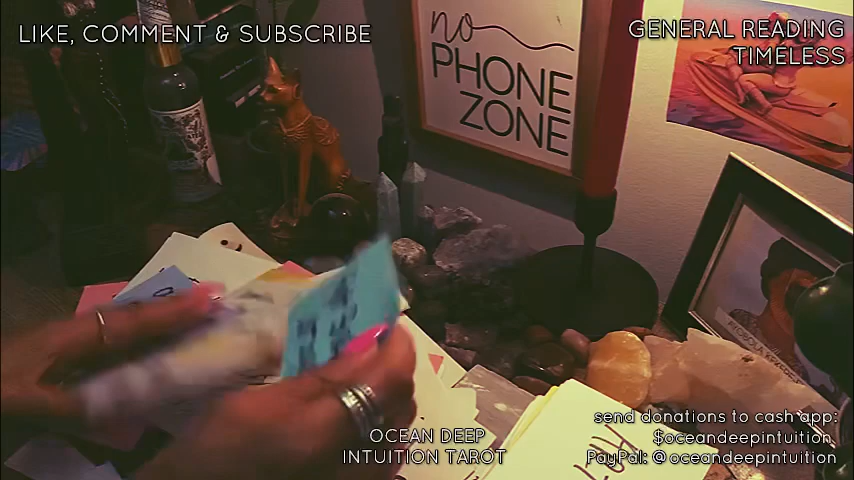 LIKE, COMMENT & SUBSCRIBE
GENERAL READING
TIMELESS
no
PHONE
ZONE
OCEAN DEEP
INTUITION TAROT
send donations to cash app:
$oceandeepintuition
PayPal: @oceandeepintuition